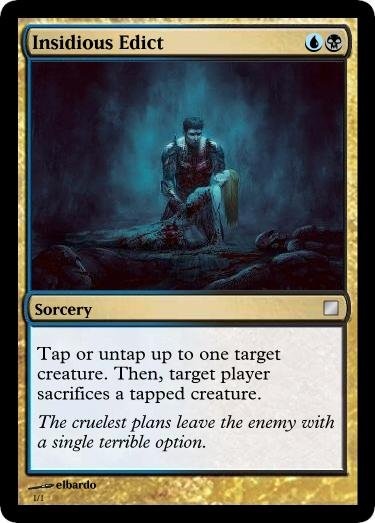 Insidious Edict
Sorcery
Tap or untap up to one target
creature. Then, target player
sacrifices a tapped creature.
The cruelest plans leave the enemy with
a single terrible option.
elbardo
1/1